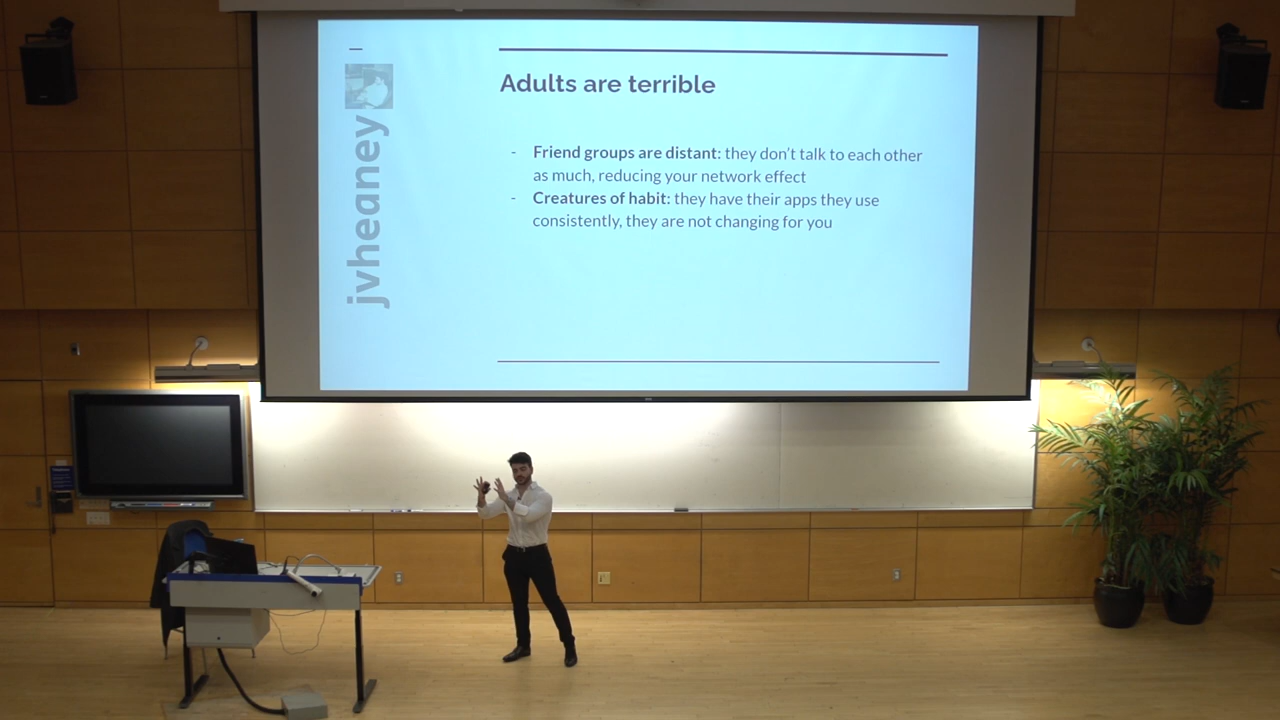 jvheaney
Adults are terrible
- Friend groups are distant: they don't talk to each other
as much, reducing your network effect
- Creatures of habit: they have their apps they use
consistently, they are not changing for you